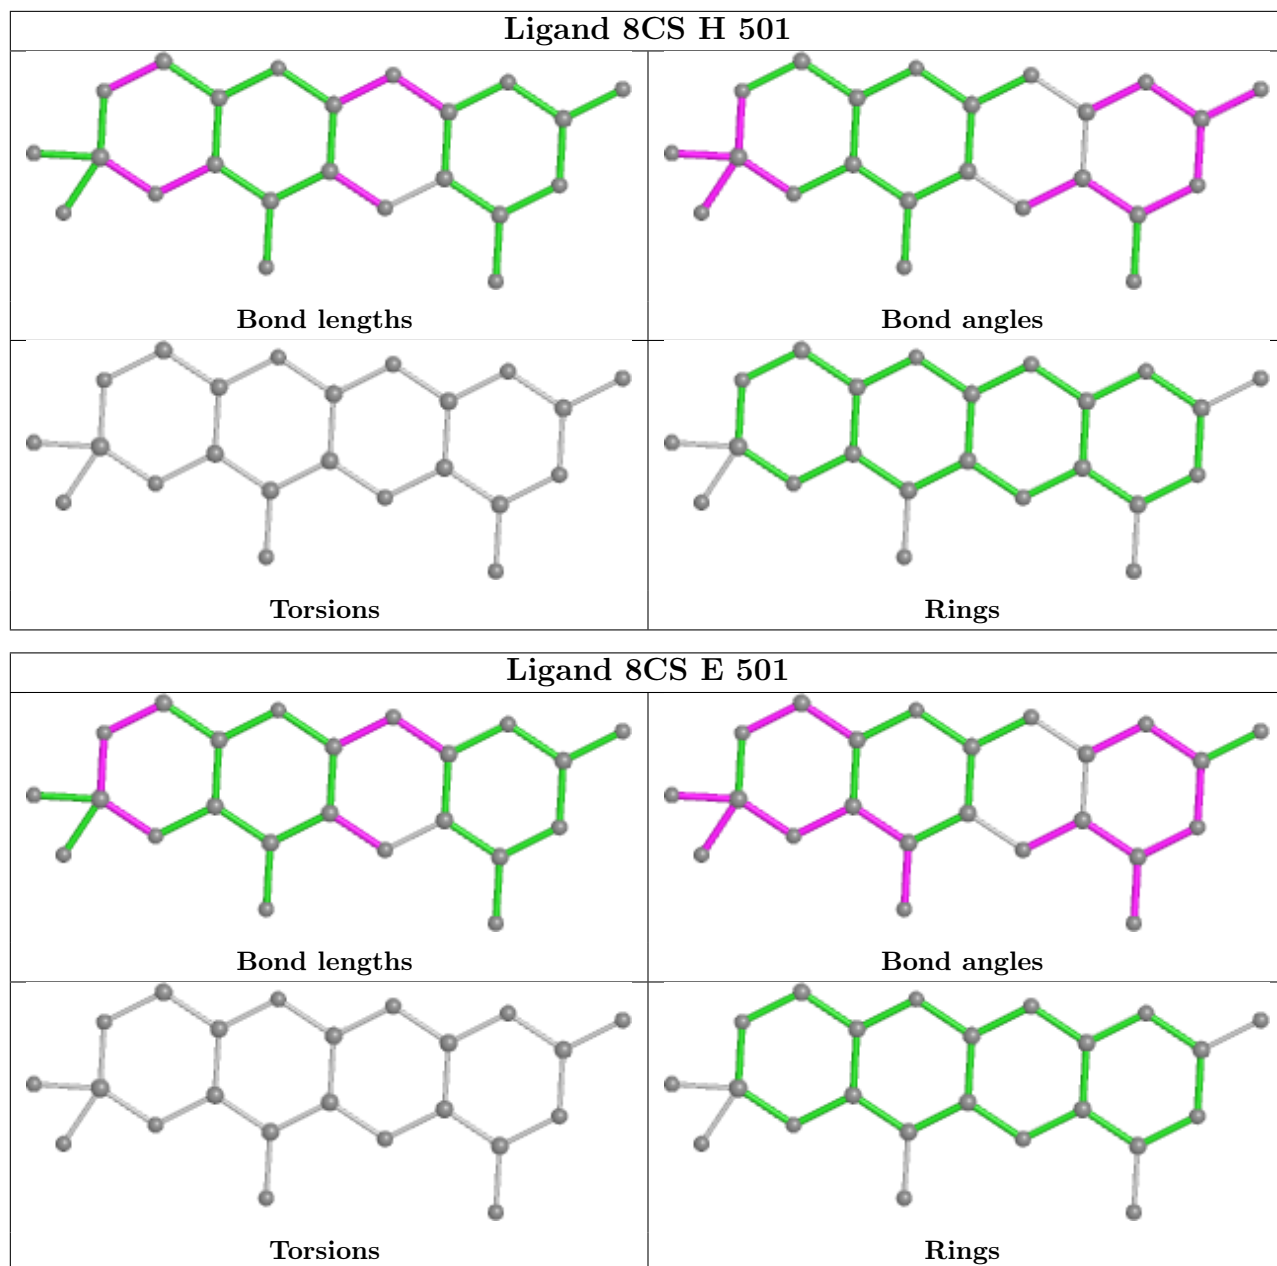 Ligand 8CS H 501
Bond lengths
Bond angles
Torsions
Rings
Ligand 8CS E 501
Bond lengths
Bond angles
Torsions
Rings